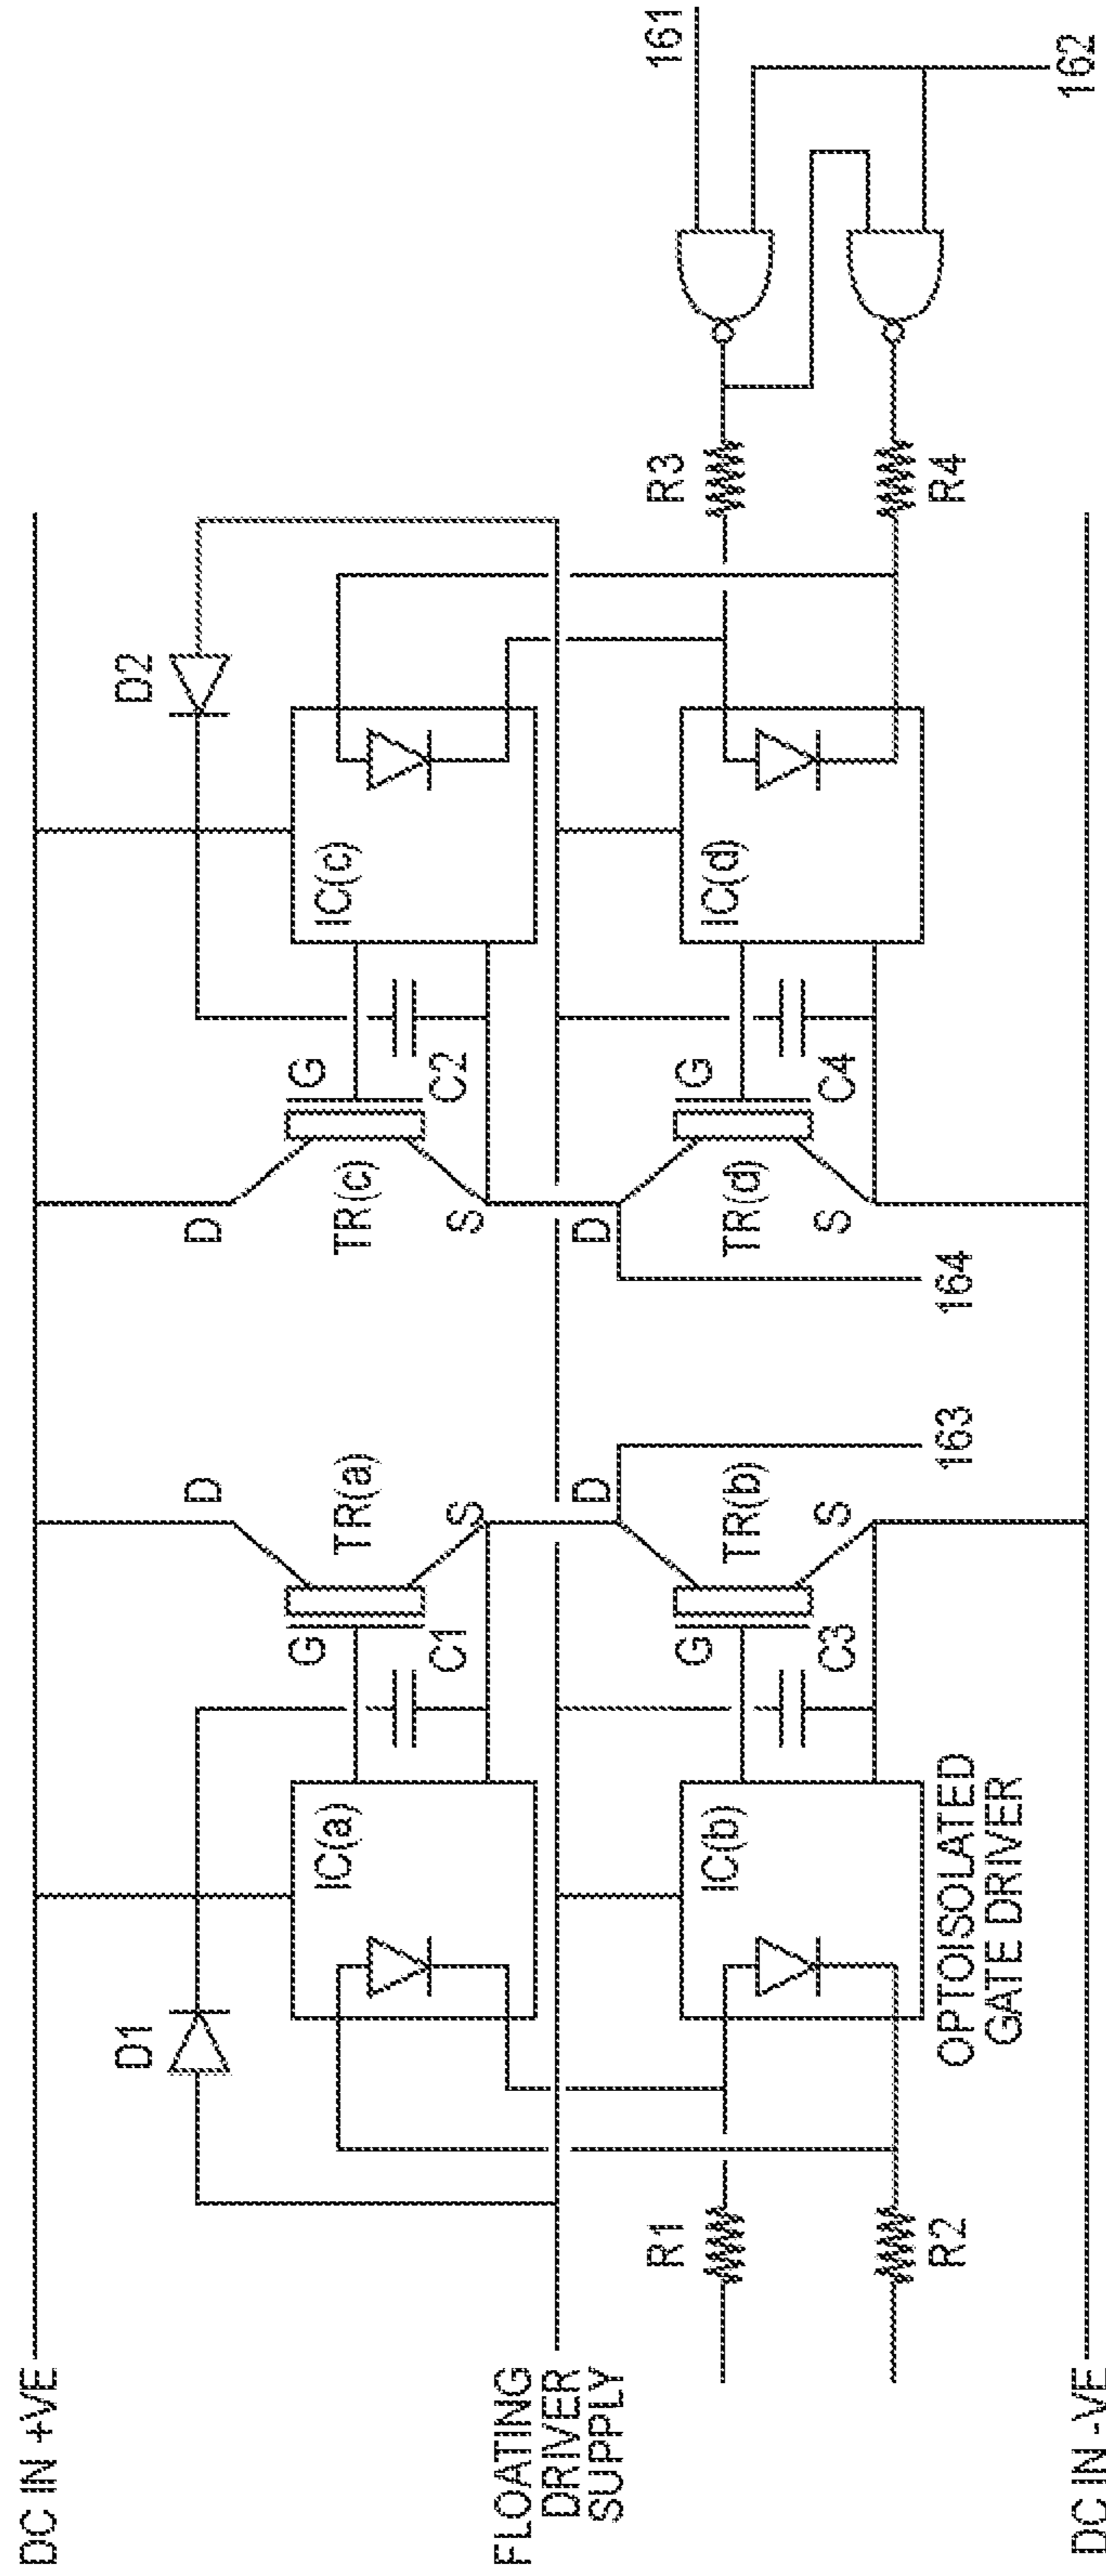 DC IN +VE
D1
D2
D
D
IC(a)
G
TR(a)
TR(c)
G
IC(c)
C1
S
S
C2
FLOATING
DRIVER
SUPPLY
D
D
R1
IC(b)
G
TR(b)
TR(d)
G
IC(d)
R3
161
C3
S
S
C4
R2
OPTOISOLATED
GATE DRIVER
163
164
R4
162
DC IN -VE